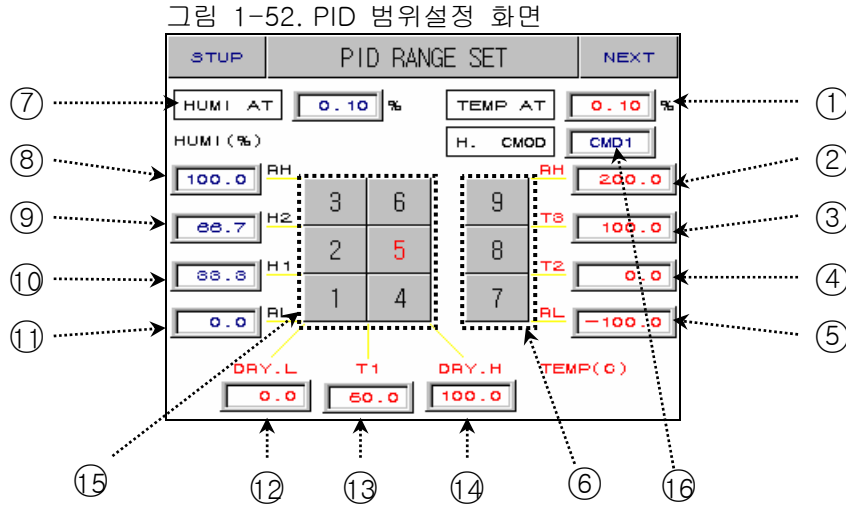 그림 1-52. PID 범위설정 화면
STUP PID RANGE SET NEXT
⑦ HUMI AT 0.10 % TEMP AT 0.10 % ①
HUMI(%) H. CMOD CMD1
⑧ 100.0 RH 3 6 9 RH 200.0 ②
⑨ 66.7 H2 2 5 8 T3 100.0 ③
⑩ 33.3 H1 1 4 7 T2 0.0 ④
⑪ 0.0 RL RL -100.0 ⑤
DRY.L T1 DRY.H TEMP(C)
0.0 50.0 100.0
⑮ ⑫ ⑬ ⑭ ⑥ ⑯